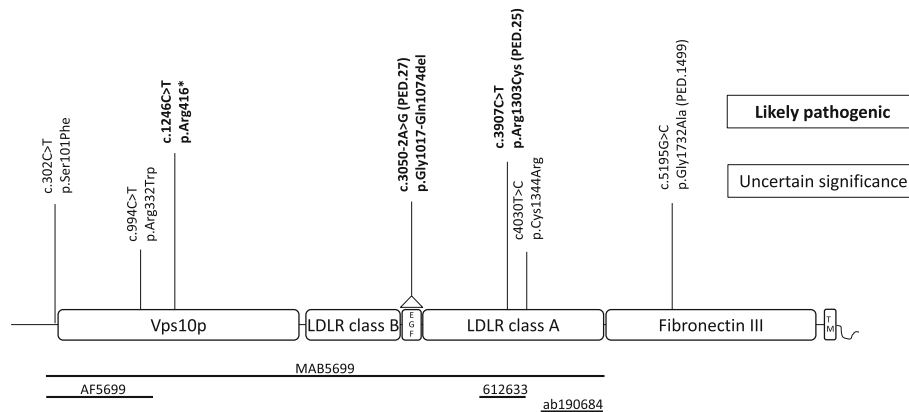 c.302C>T
p.Ser101Phe
c.994C>T
p.Arg332Trp
c.1246C>T
p.Arg416*
c.3050-2A>G (PED.27)
p.Gly1017-Gln1074del
c.3907C>T
p.Arg1303Cys (PED.25)
c4030T>C
p.Cys1344Arg
c.5195G>C
p.Gly1732Ala (PED.1499)
Likely pathogenic
Uncertain significance
Vps10p
LDLR class B
EGF
LDLR class A
Fibronectin III
TM
MAB5699
AF5699
612633
ab190684